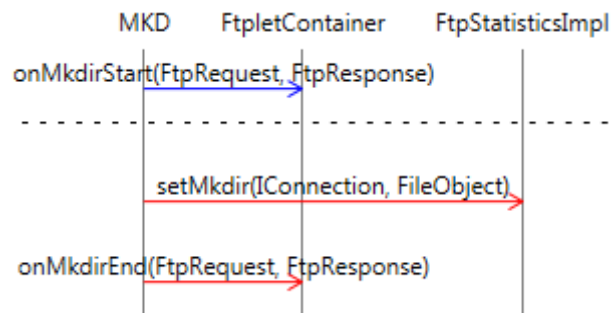 MKD FtpletContainer FtpStatisticsImpl
onMkdirStart(FtpRequest, FtpResponse)
setMkdir(IConnection, FileObject)
onMkdirEnd(FtpRequest, FtpResponse)